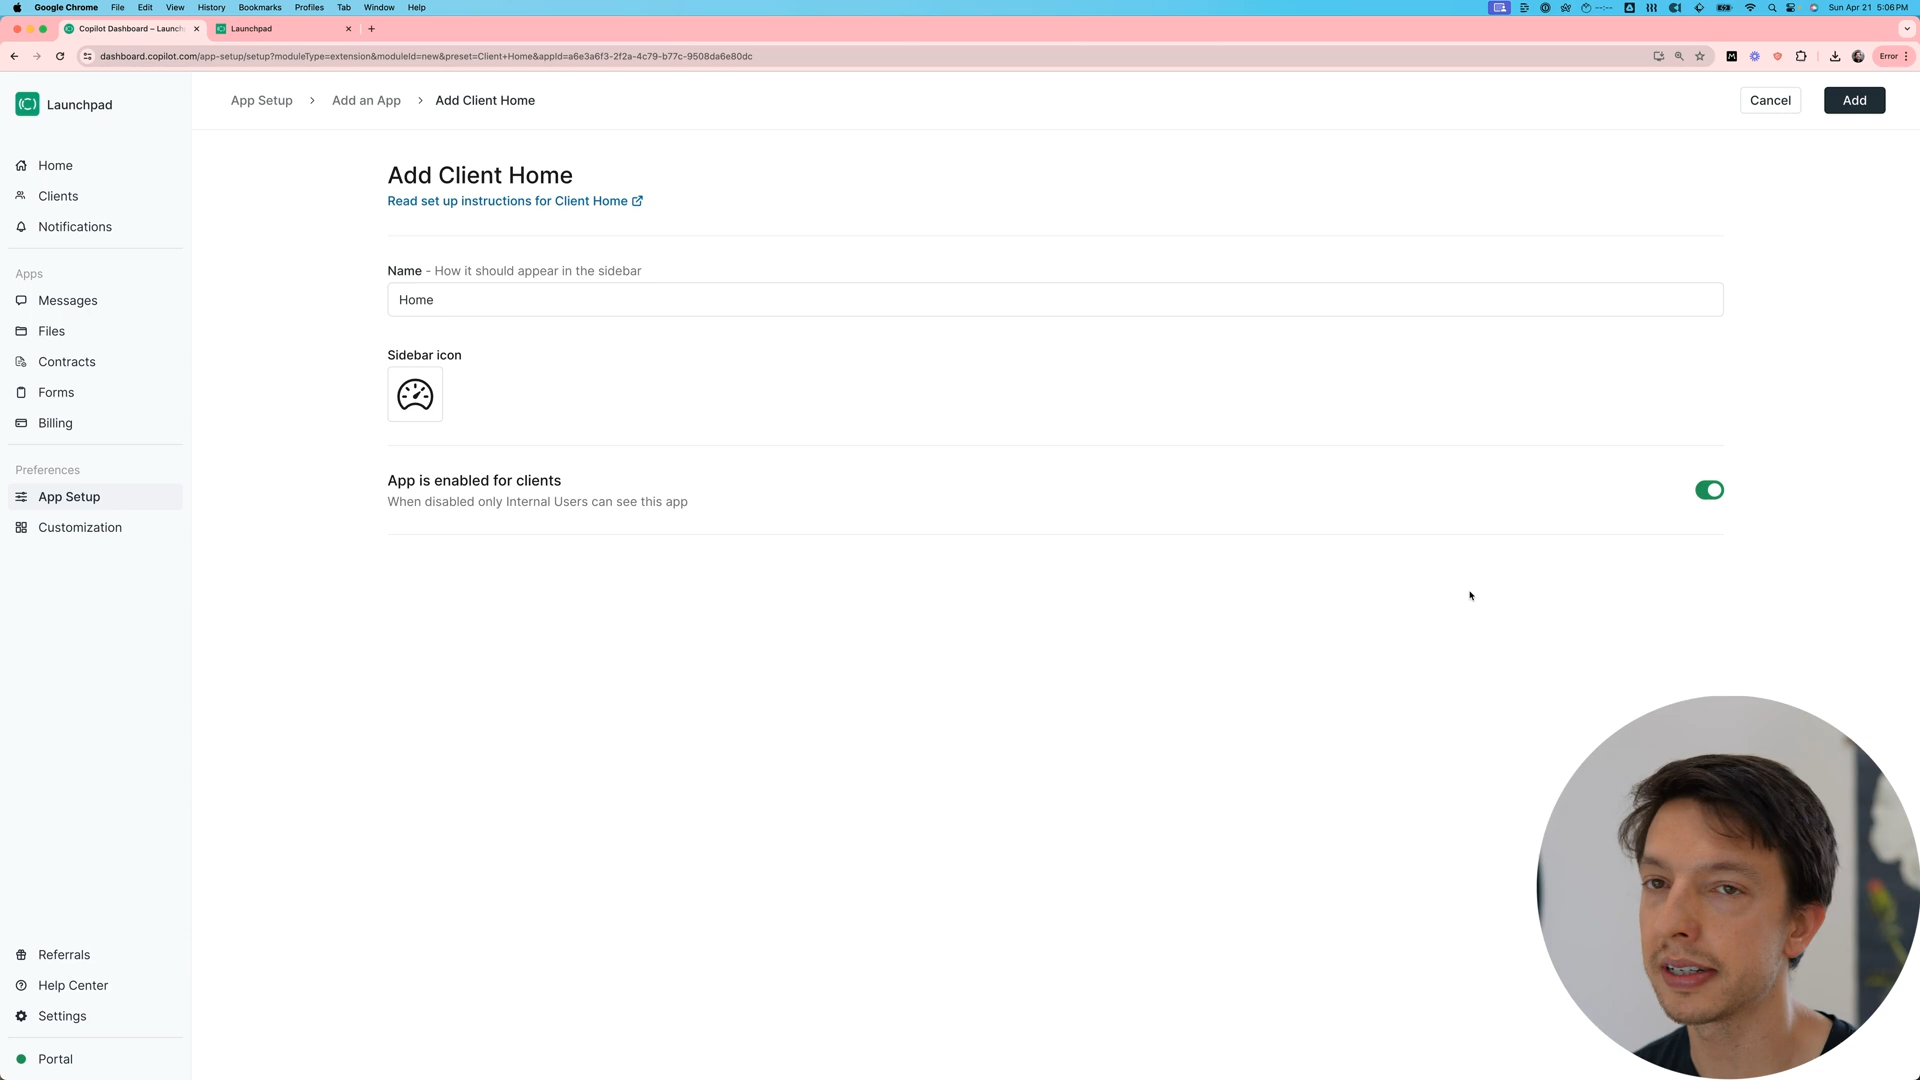 Google Chrome File Edit View History Bookmarks Profiles Tab Window Help
Sun Apr 21 5:06 PM
Copilot Dashboard – Launch
Launchpad
dashboard.copilot.com/app-setup/setup?moduleType=extension&moduleId=new&preset=Client+Home&appId=a6e3a6f3-2f2a-4c79-b77c-9508da6e80dc
Error
Launchpad
Home
Clients
Notifications
Apps
Messages
Files
Contracts
Forms
Billing
Preferences
App Setup
Customization
Referrals
Help Center
Settings
Portal
App Setup > Add an App > Add Client Home
Cancel
Add
Add Client Home
Read set up instructions for Client Home
Name - How it should appear in the sidebar
Home
Sidebar icon
App is enabled for clients
When disabled only Internal Users can see this app